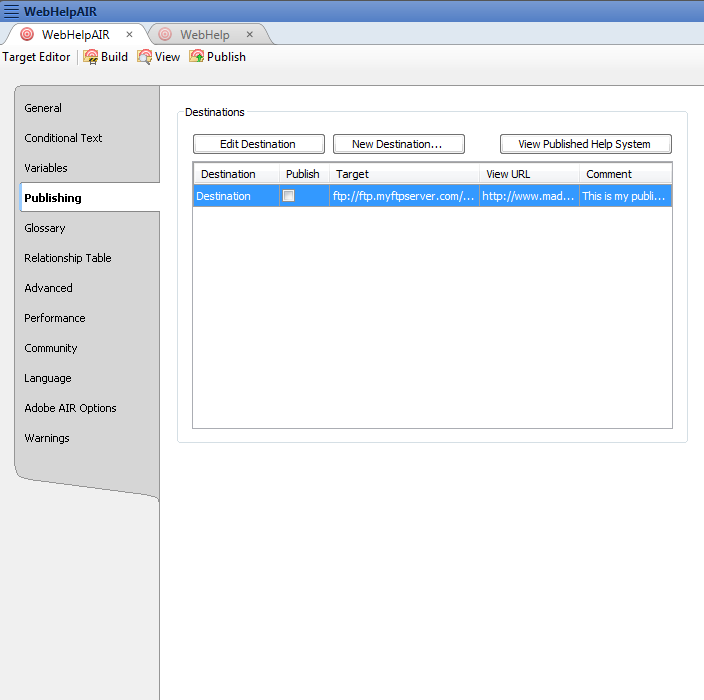 WebHelpAIR
WebHelpAIR WebHelp
Target Editor Build View Publish
General
Conditional Text
Variables
Publishing
Glossary
Relationship Table
Advanced
Performance
Community
Language
Adobe AIR Options
Warnings
Destinations
Edit Destination New Destination... View Published Help System
Destination Publish Target View URL Comment
Destination ftp://ftp.myftpserver.com/... http://www.mad... This is my publi...